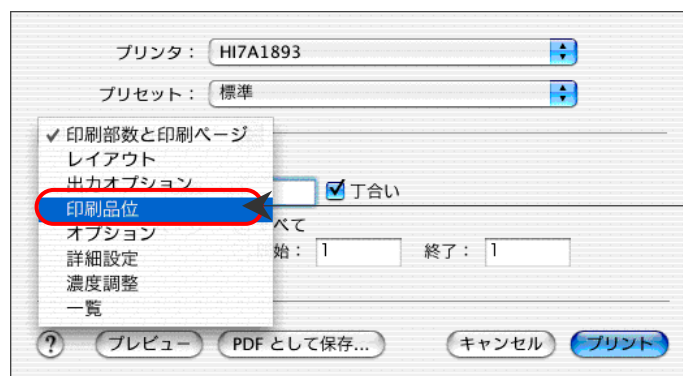 プリンタ： HI7A1893
プリセット： 標準
✓ 印刷部数と印刷ページ
レイアウト
出力オプション
丁合い
印刷品位
べて
オプション
始： 1 終了： 1
詳細設定
濃度調整
一覧
? プレビュー PDF として保存... キャンセル プリント